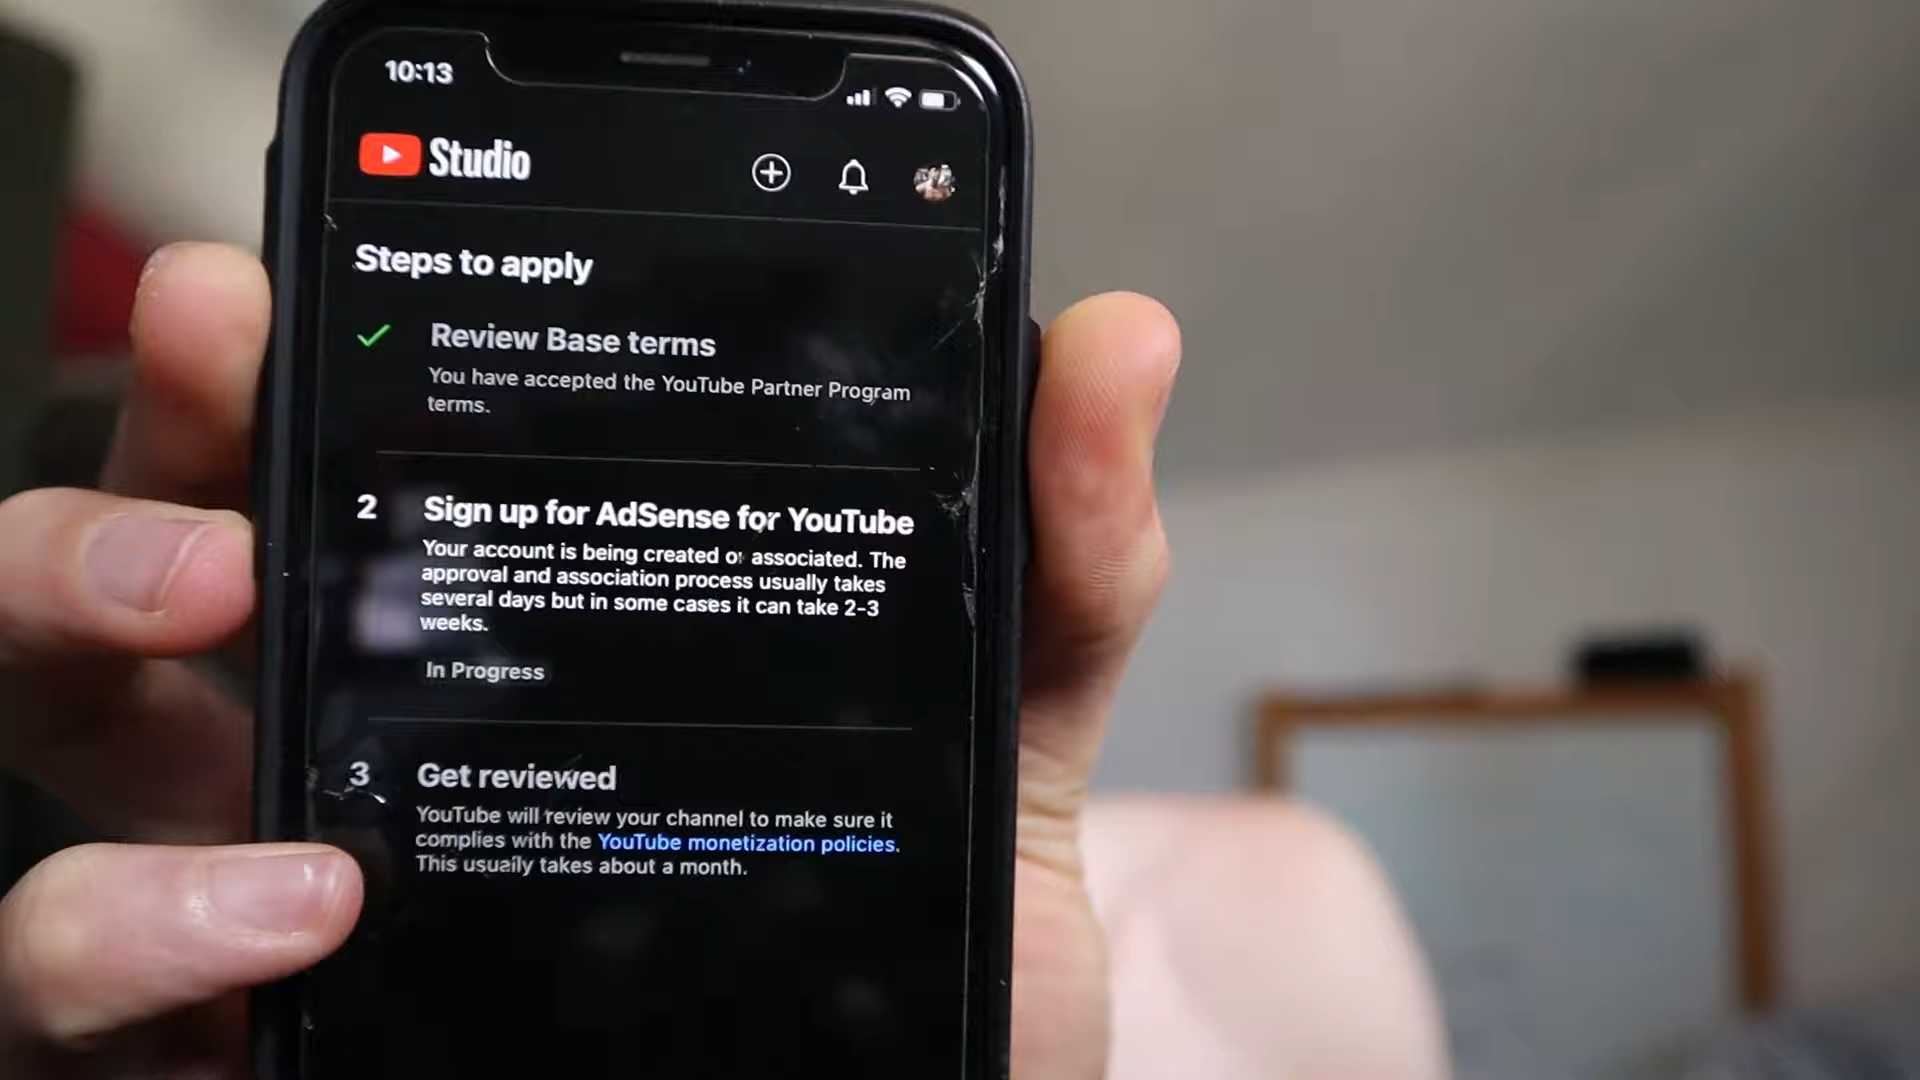 10:13
Studio
Steps to apply
Review Base terms
You have accepted the YouTube Partner Program
terms.
2
Sign up for AdSense for YouTube
Your account is being created or associated. The
approval and association process usually takes
several days but in some cases it can take 2-3
weeks.
In Progress
3
Get reviewed
YouTube will review your channel to make sure it
complies with the YouTube monetization policies.
This usually takes about a month.